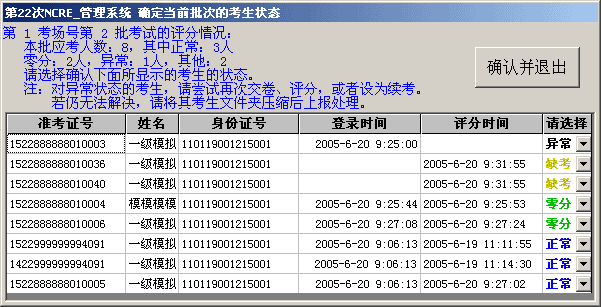 第22次NCRE_管理系统 确定当前批次的考生状态
第 1 考场号第 2 批考试的评分情况:
本批应考人数: 8, 其中正常: 3人
零分: 2人, 异常: 1人, 其他: 2
请选择确认下面所显示的考生的状态。
注: 对异常状态的考生, 请尝试再次交卷、评分, 或者设为续考。
若仍无法解决, 请将其考生文件夹压缩后上报处理。
确认并退出
准考证号 姓名 身份证号 登录时间 评分时间 请选择
1522888888010003 一级模拟 110119001215001 2005-6-20 9:25:00 异常
1522888888010036 一级模拟 110119001215001 2005-6-20 9:31:55 缺考
1522888888010040 一级模拟 110119001215001 2005-6-20 9:31:55 缺考
1522888888010004 模模模模 110119001215001 2005-6-20 9:25:44 2005-6-20 9:25:53 零分
1522888888010006 一级模拟 110119001215001 2005-6-20 9:27:08 2005-6-20 9:27:24 零分
1522999999994091 一级模拟 110119001215001 2005-6-20 9:06:13 2005-6-19 11:11:55 正常
1422999999994091 一级模拟 110119001215001 2005-6-20 9:06:13 2005-6-19 11:14:30 正常
1522888888010005 一级模拟 110119001215001 2005-6-20 9:06:13 2005-6-20 9:27:02 正常